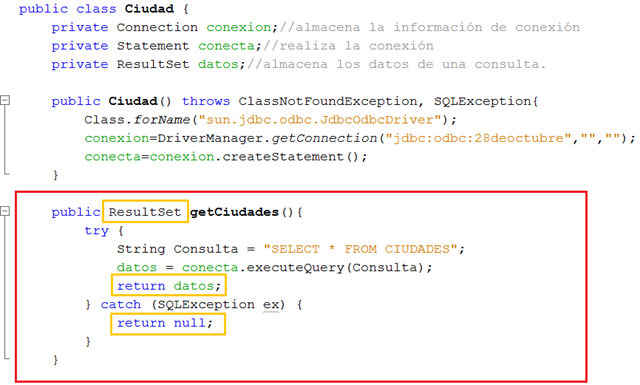 public class Ciudad {
private Connection conexion;//almacena la información de conexión
private Statement conecta;//realiza la conexión
private ResultSet datos;//almacena los datos de una consulta.
public Ciudad() throws ClassNotFoundException, SQLException{
Class.forName("sun.jdbc.odbc.JdbcOdbcDriver");
conexion=DriverManager.getConnection("jdbc:odbc:28deoctubre","","");
conecta=conexion.createStatement();
}
public ResultSet getCiudades(){
try {
String Consulta = "SELECT * FROM CIUDADES";
datos = conecta.executeQuery(Consulta);
return datos;
} catch (SQLException ex) {
return null;
}
}